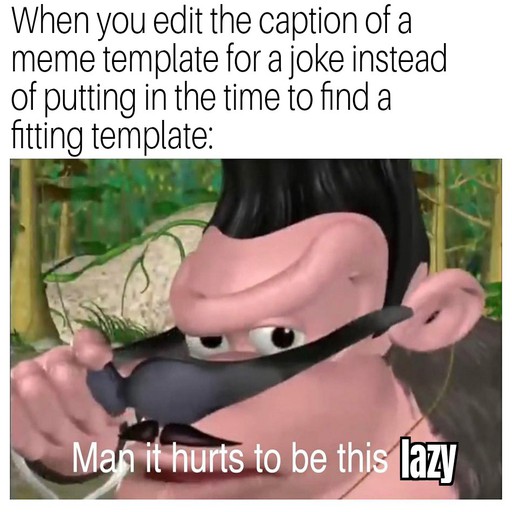 When you edit the caption of a
meme template for a joke instead
of putting in the time to find a
fitting template:
Man it hurts to be this lazy